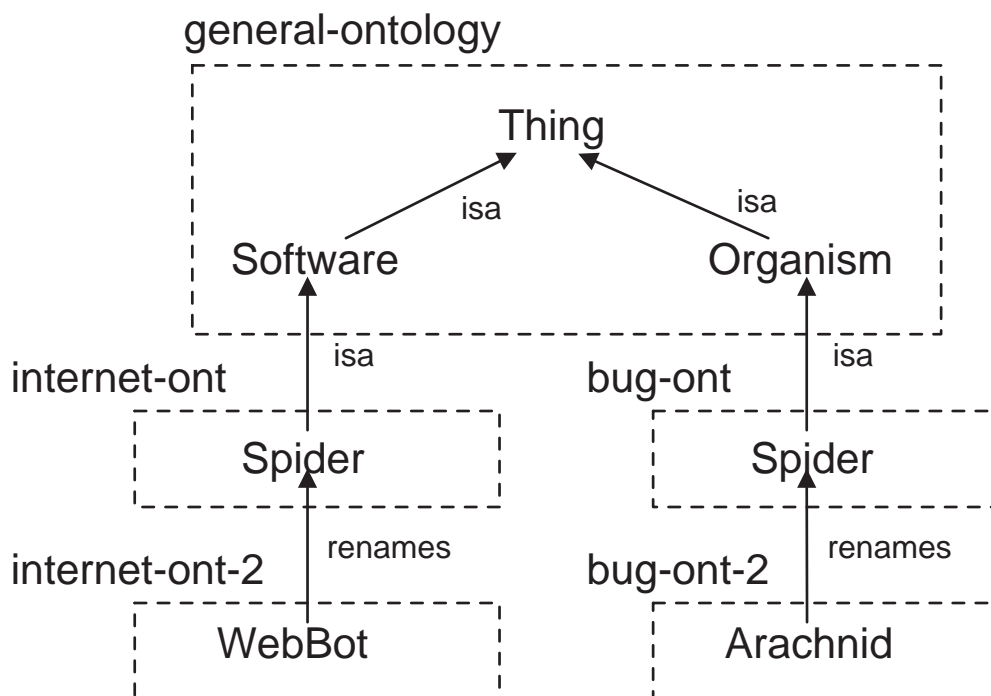 general-ontology
Thing
isa
isa
Software
Organism
isa
isa
internet-ont
bug-ont
Spider
Spider
renames
renames
internet-ont-2
bug-ont-2
WebBot
Arachnid